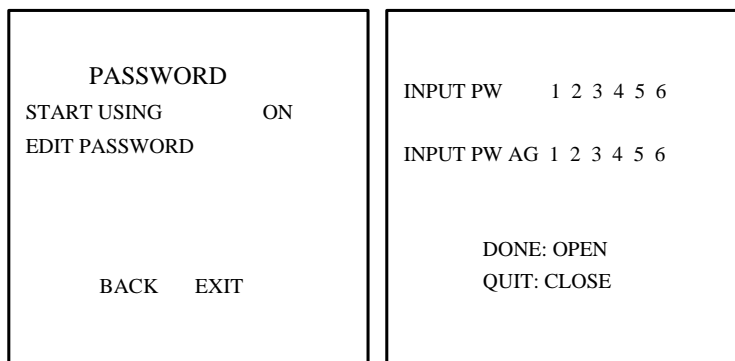 PASSWORD
START USING ON
EDIT PASSWORD
BACK EXIT
INPUT PW 1 2 3 4 5 6
INPUT PW AG 1 2 3 4 5 6
DONE: OPEN
QUIT: CLOSE